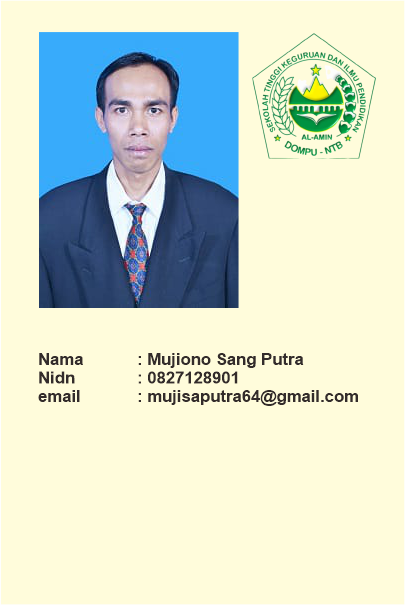 SEKOLAH TINGGI KEGURUAN DAN ILMU PENDIDIKAN
AL-AMIN
DOMPU - NTB
Nama : Mujiono Sang Putra
Nidn : 0827128901
email : mujisaputra64@gmail.com